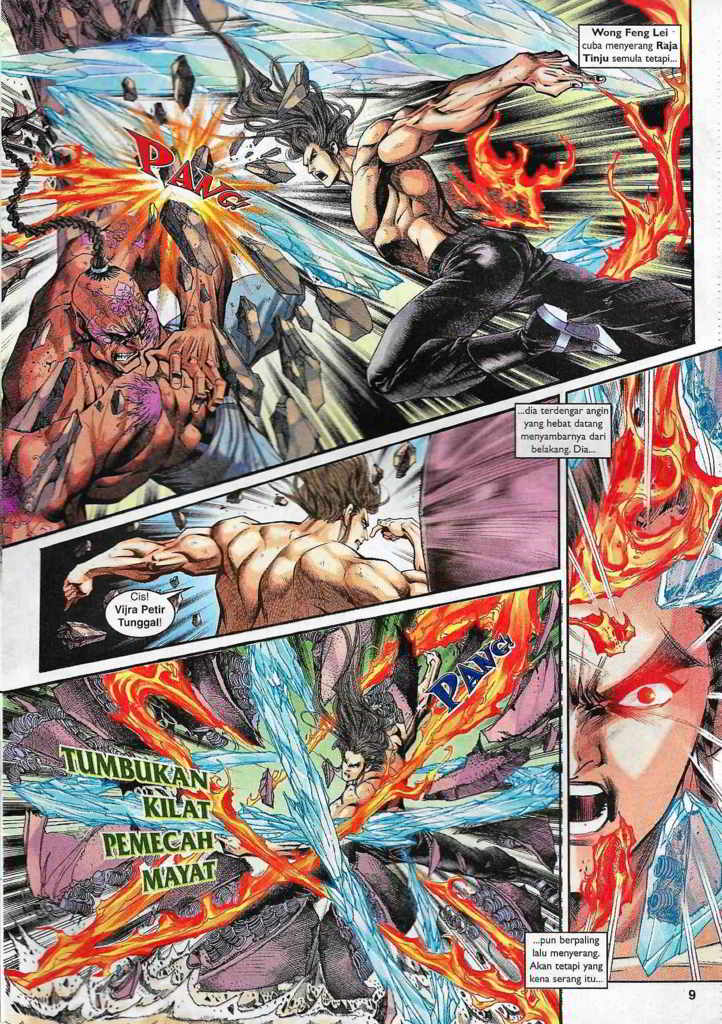 Wong Feng Lei
cuba menyerang Raja
Tinju semula tetapi...
PANG!
...dia terdengar angin
yang hebat datang
menyambarnya dari
belakang. Dia...
Cis!
Vijra Petir
Tunggal!
PANG!
TUMBUKAN
KILAT
PEMECAH
MAYAT
...pun berpaling
lalu menyerang.
Akan tetapi yang
kena serang itu...
9